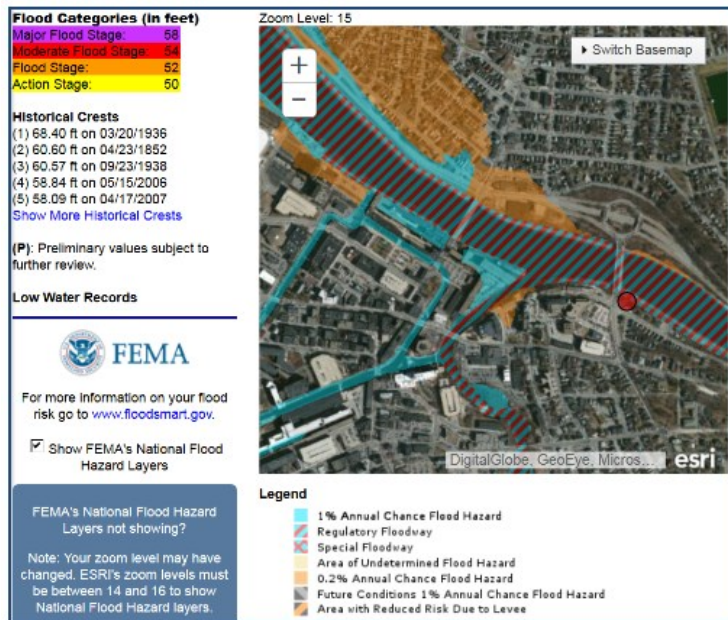 Flood Categories (in feet)
Major Flood Stage: 58
Moderate Flood Stage: 54
Flood Stage: 52
Action Stage: 50
Historical Crests
(1) 68.40 ft on 03/20/1936
(2) 60.60 ft on 04/23/1852
(3) 60.57 ft on 09/23/1938
(4) 58.84 ft on 05/15/2006
(5) 58.09 ft on 04/17/2007
Show More Historical Crests
(P): Preliminary values subject to
further review.
Low Water Records
FEMA
For more information on your flood
risk go to www.floodsmart.gov.
Show FEMA's National Flood
Hazard Layers
FEMA's National Flood Hazard
Layers not showing?
Note: Your zoom level may have
changed. ESRI's zoom levels must
be between 14 and 16 to show
National Flood Hazard layers.
Zoom Level: 15
+
−
Switch Basemap
DigitalGlobe, GeoEye, Micros...
esri
Legend
1% Annual Chance Flood Hazard
Regulatory Floodway
Special Floodway
Area of Undetermined Flood Hazard
0.2% Annual Chance Flood Hazard
Future Conditions 1% Annual Chance Flood Hazard
Area with Reduced Risk Due to Levee